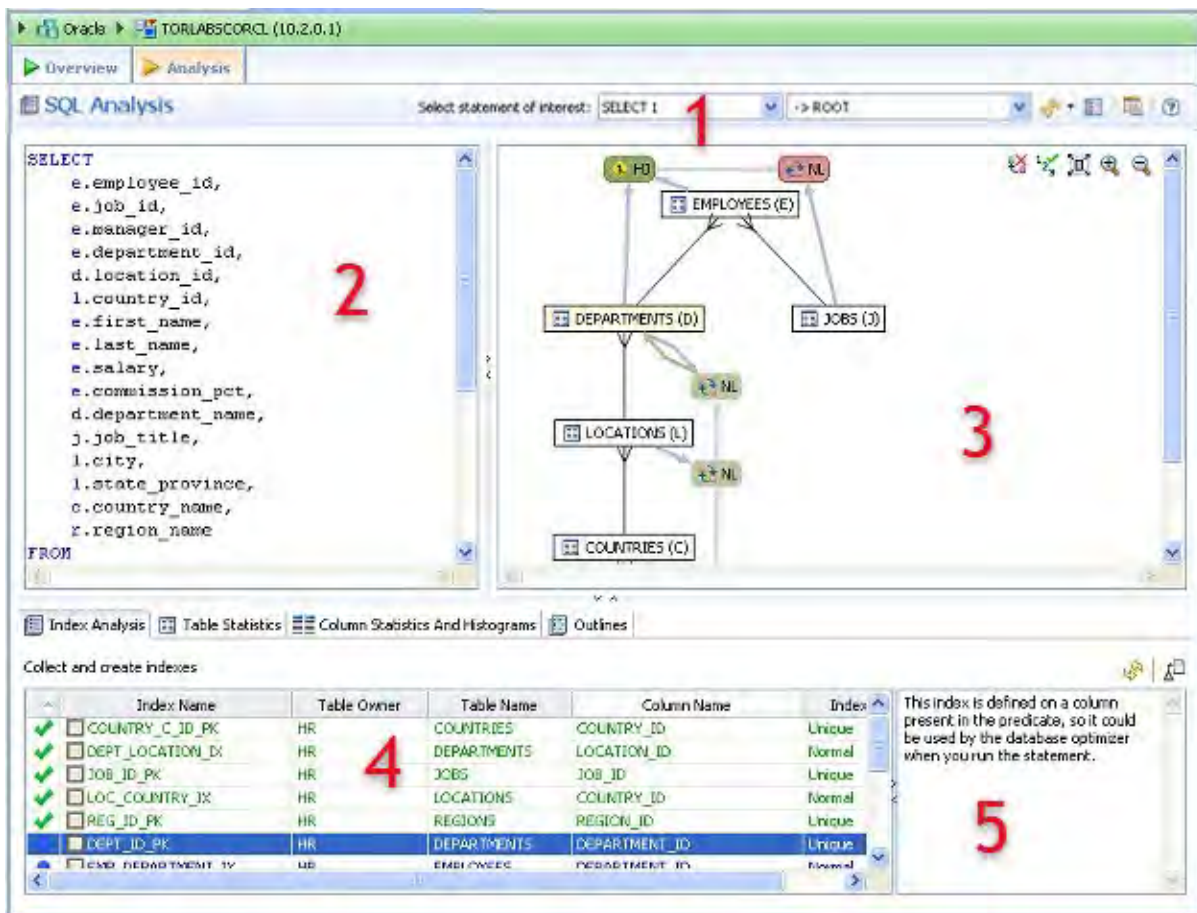 Oracle TORLABSCORCL (10.2.0.1)
Overview Analysis
SQL Analysis Select statement of interest: SELECT 1 -> ROOT
1
SELECT
e.employee_id,
e.job_id,
e.manager_id,
e.department_id,
d.location_id,
l.country_id,
e.first_name,
e.last_name,
e.salary,
e.commission_pct,
d.department_name,
j.job_title,
l.city,
l.state_province,
c.country_name,
r.region_name
FROM
2
HJ
NL
EMPLOYEES (E)
DEPARTMENTS (D)
JOBS (J)
NL
LOCATIONS (L)
NL
COUNTRIES (C)
3
Index Analysis Table Statistics Column Statistics And Histograms Outlines
Collect and create indexes
Index Name Table Owner Table Name Column Name Index
COUNTRY_C_ID_PK HR COUNTRIES COUNTRY_ID Unique
DEPT_LOCATION_IX HR DEPARTMENTS LOCATION_ID Normal
JOB_ID_PK HR JOBS JOB_ID Unique
LOC_COUNTRY_IX HR LOCATIONS COUNTRY_ID Normal
REG_ID_PK HR REGIONS REGION_ID Unique
DEPT_ID_PK HR DEPARTMENTS DEPARTMENT_ID Unique
EMP_DEPARTMENT_IX HR EMPLOYEES DEPARTMENT_ID Normal
4
This index is defined on a column
present in the predicate, so it could
be used by the database optimizer
when you run the statement.
5